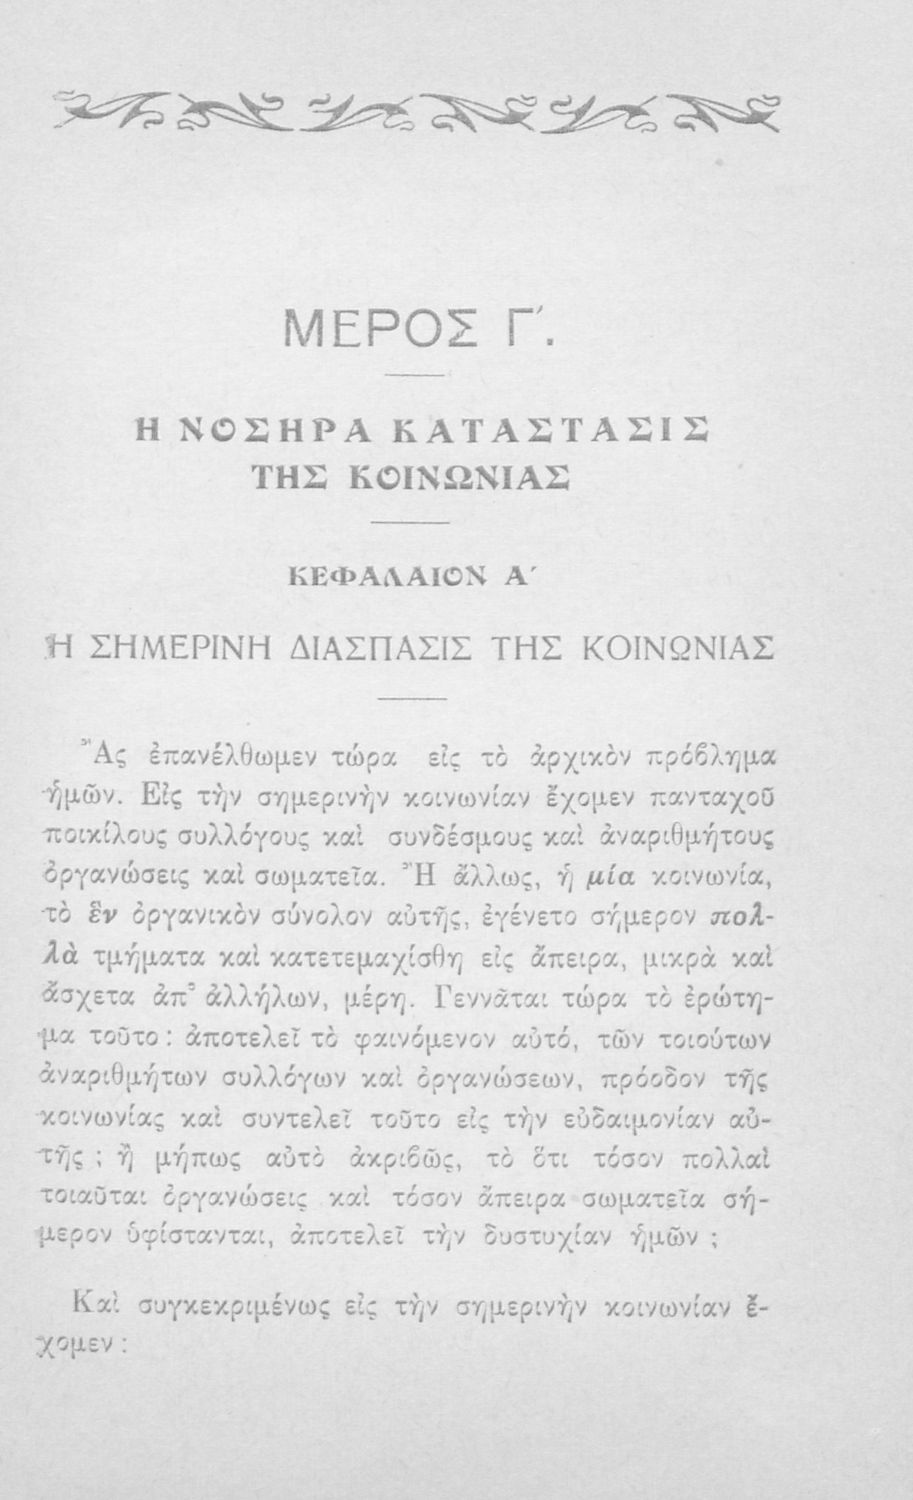 ΜΕΡΟΣ Γ΄.
Η ΝΟΣΗΡΑ ΚΑΤΑΣΤΑΣΙΣ
ΤΗΣ ΚΟΙΝΩΝΙΑΣ
ΚΕΦΑΛΑΙΟΝ Α΄
Ἡ ΣΗΜΕΡΙΝΗ ΔΙΑΣΠΑΣΙΣ ΤΗΣ ΚΟΙΝΩΝΙΑΣ
Ἂς ἐπανέλθωμεν τώρα εἰς τὸ ἀρχικὸν πρόβλημα
ἡμῶν. Εἰς τὴν σημερινὴν κοινωνίαν ἔχομεν πανταχοῦ
ποικίλους συλλόγους καὶ συνδέσμους καὶ ἀναριθμήτους
ὀργανώσεις καὶ σωματεῖα. Ἢ ἄλλως, ἡ μία κοινωνία,
τὸ ἓν ὀργανικὸν σύνολον αὐτῆς, ἐγένετο σήμερον πολ-
λὰ τμήματα καὶ κατετεμαχίσθη εἰς ἄπειρα, μικρὰ καὶ
ἄσχετα ἀπ᾽ ἀλλήλων, μέρη. Γεννᾶται τώρα τὸ ἐρώτη-
μα τοῦτο: ἀποτελεῖ τὸ φαινόμενον αὐτό, τῶν τοιούτων
ἀναριθμήτων συλλόγων καὶ ὀργανώσεων, πρόοδον τῆς
κοινωνίας καὶ συντελεῖ τοῦτο εἰς τὴν εὐδαιμονίαν αὐ-
τῆς ; ἢ μήπως αὐτὸ ἀκριβῶς, τὸ ὅτι τόσον πολλαὶ
τοιαῦται ὀργανώσεις καὶ τόσον ἄπειρα σωματεῖα σή-
μερον ὑφίστανται, ἀποτελεῖ τὴν δυστυχίαν ἡμῶν ;
Καὶ συγκεκριμένως εἰς τὴν σημερινὴν κοινωνίαν ἔ-
χομεν :